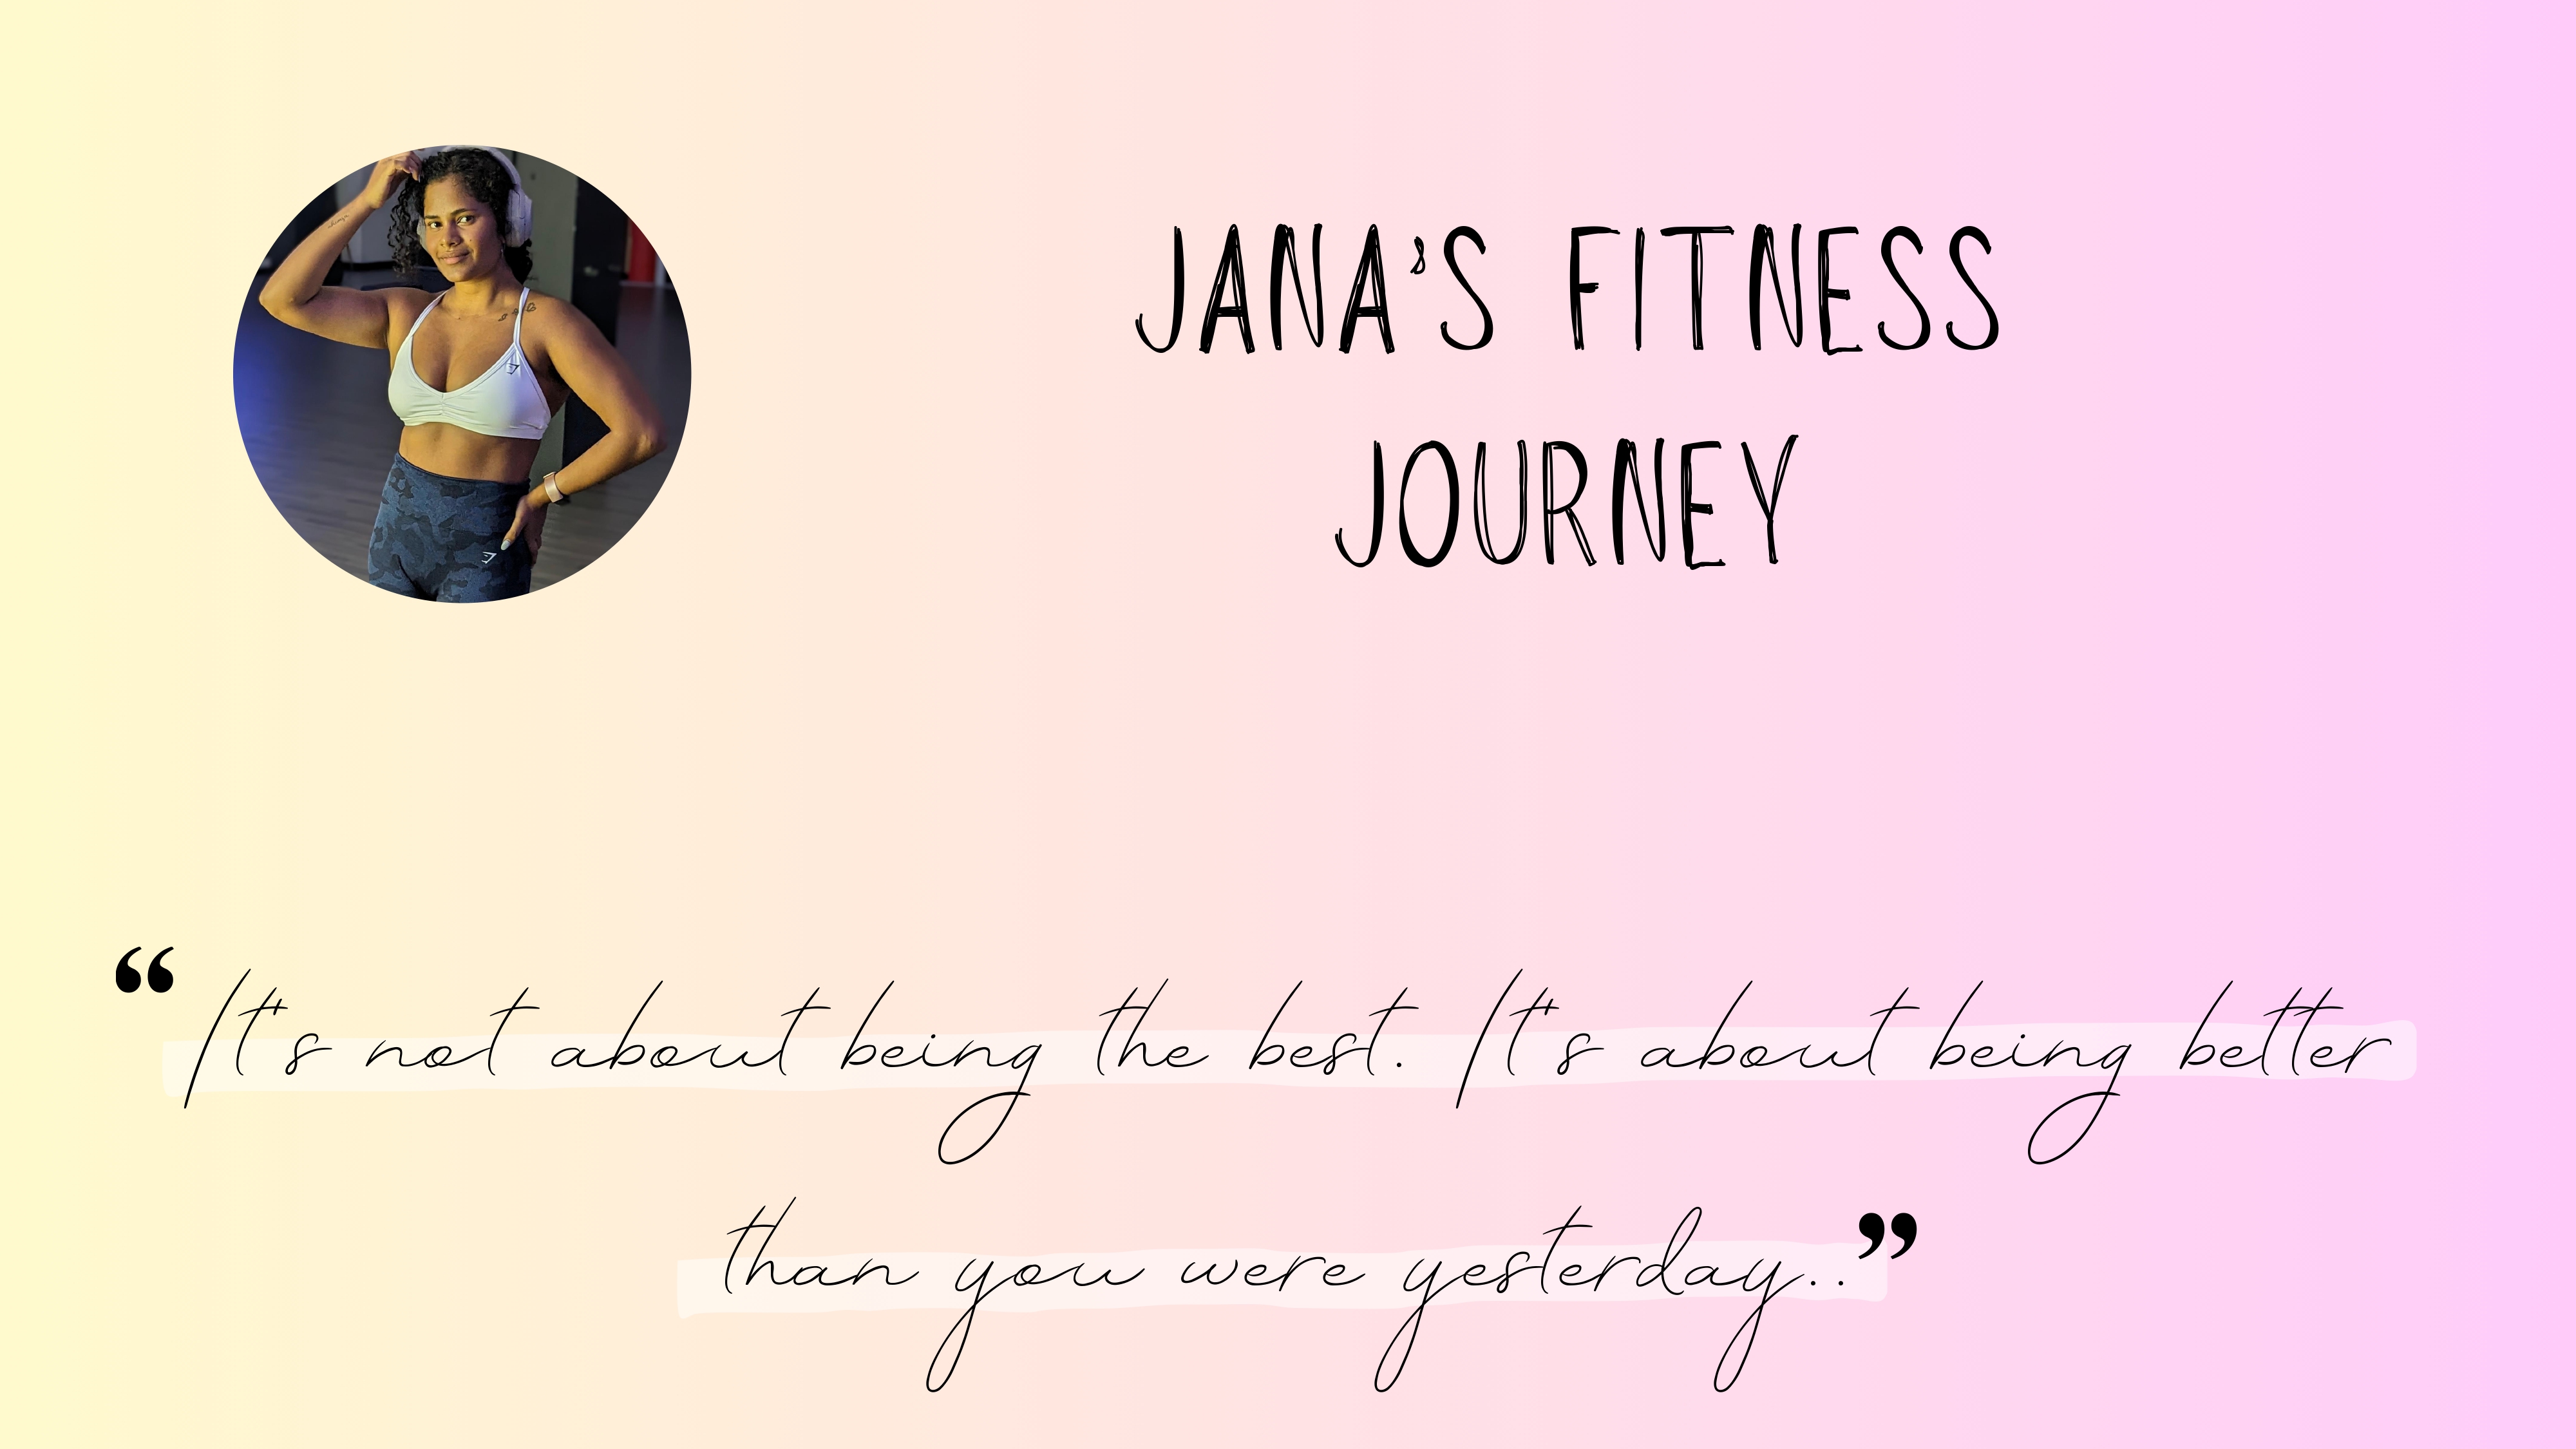 JANA'S FITNESS
JOURNEY
“It's not about being the best. It's about being better
than you were yesterday..”